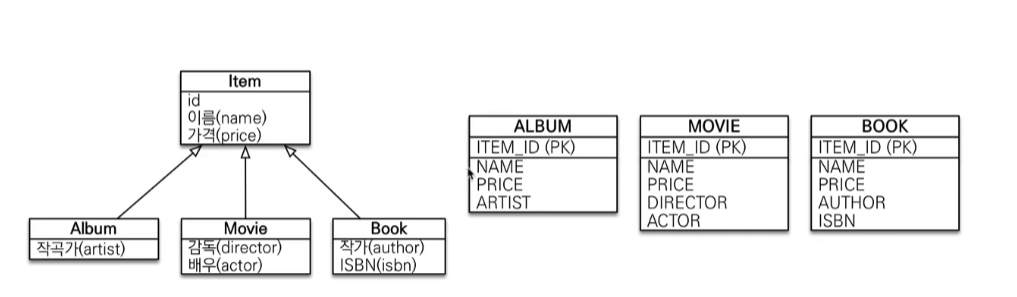 Item
id
이름(name)
가격(price)
Album
작곡가(artist)
Movie
감독(director)
배우(actor)
Book
작가(author)
ISBN(isbn)
ALBUM
ITEM_ID (PK)
NAME
PRICE
ARTIST
MOVIE
ITEM_ID (PK)
NAME
PRICE
DIRECTOR
ACTOR
BOOK
ITEM_ID (PK)
NAME
PRICE
AUTHOR
ISBN